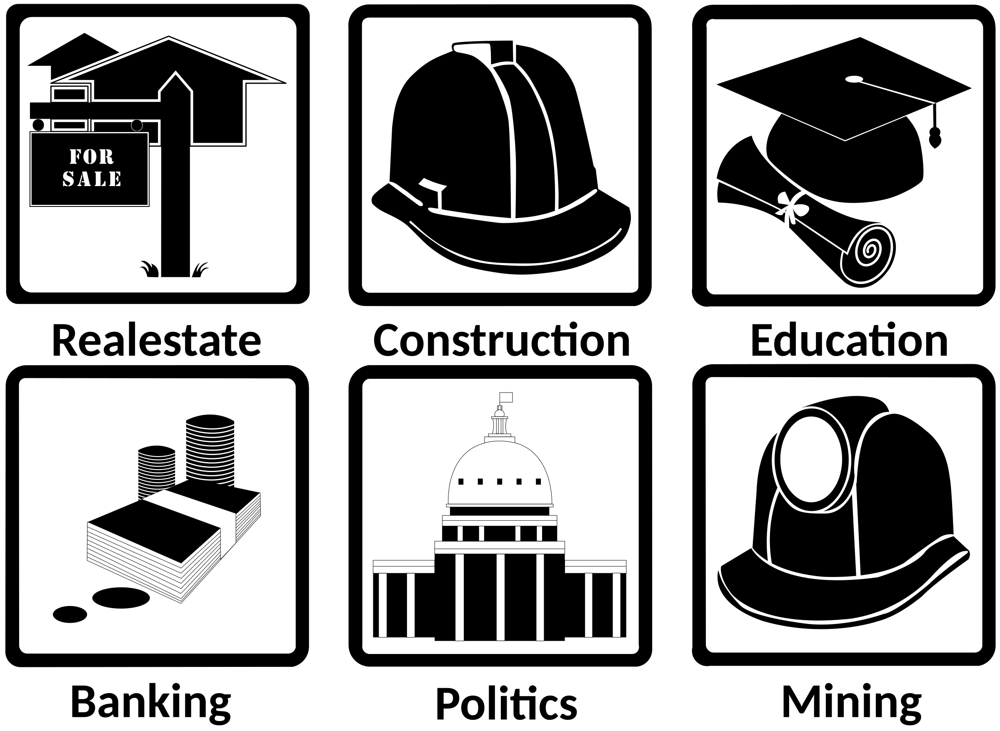 FOR
SALE
Realestate
Construction
Education
Banking
Politics
Mining